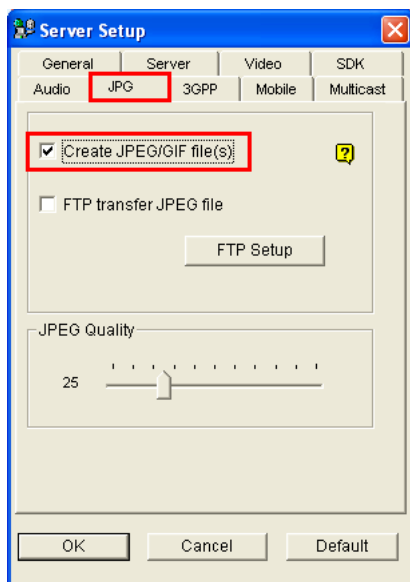 Server Setup
General Server Video SDK
Audio JPG 3GPP Mobile Multicast
Create JPEG/GIF file(s)
?
FTP transfer JPEG file
FTP Setup
JPEG Quality
25
OK Cancel Default